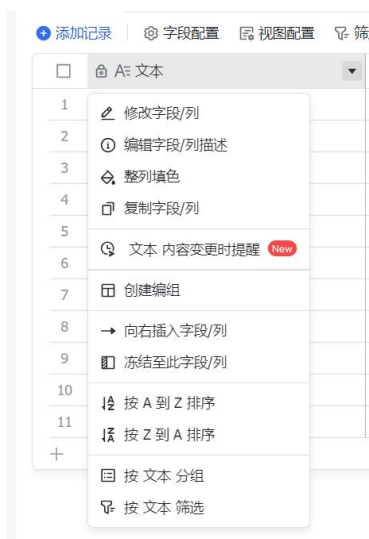 添加记录 字段配置 视图配置 筛
文本
1
修改字段/列
2
编辑字段/列描述
3
整列填色
4
复制字段/列
5
文本 内容变更时提醒 New
6
7
创建编组
8
向右插入字段/列
9
冻结至此字段/列
10
按 A 到 Z 排序
11
按 Z 到 A 排序
按 文本 分组
按 文本 筛选